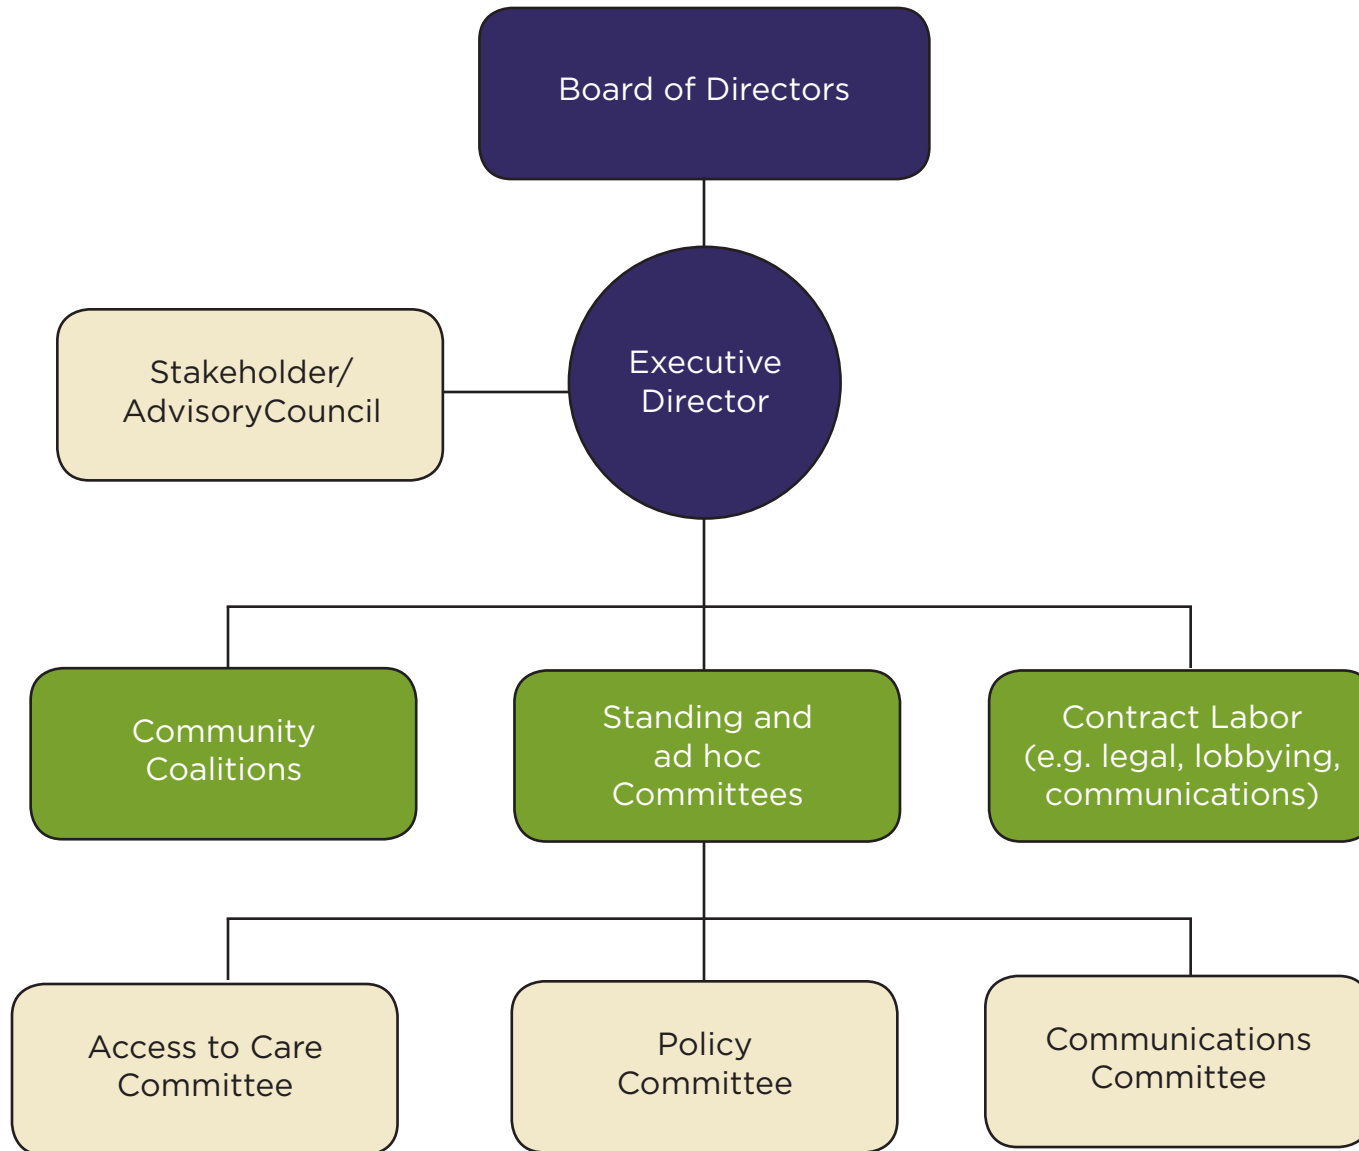 Board of Directors
Stakeholder/
AdvisoryCouncil
Executive
Director
Community
Coalitions
Standing and
ad hoc
Committees
Contract Labor
(e.g. legal, lobbying,
communications)
Access to Care
Committee
Policy
Committee
Communications
Committee